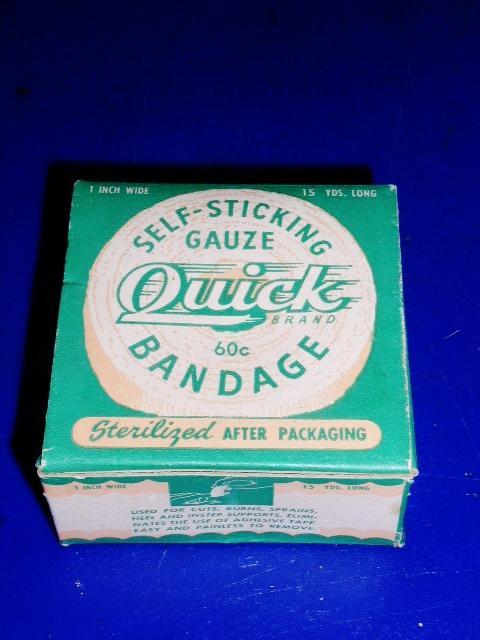 1 INCH WIDE 15 YDS. LONG
SELF-STICKING
GAUZE
Quick
BRAND
60c
BANDAGE
Sterilized AFTER PACKAGING
1 INCH WIDE 15 YDS. LONG
USED FOR CUTS, BURNS, SPRAINS,
HEEL AND INSTEP SUPPORTS. ELIMI-
NATES THE USE OF ADHESIVE TAPE.
EASY AND PAINLESS TO REMOVE.